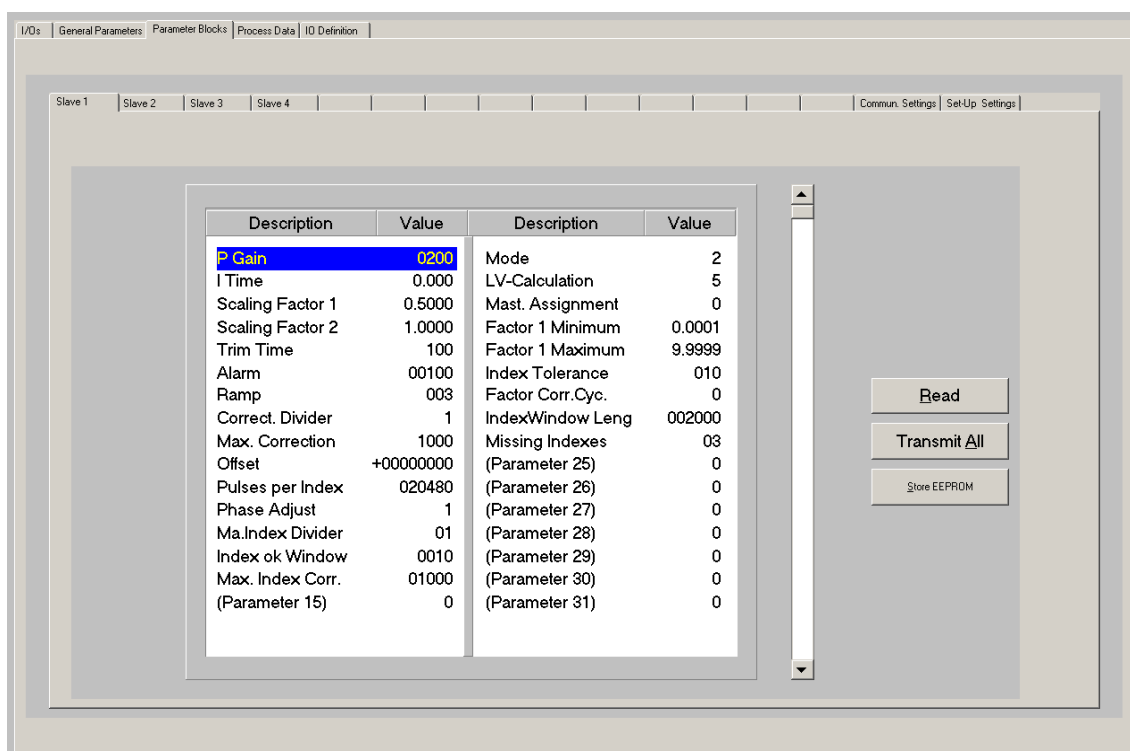 I/Os General Parameters Parameter Blocks Process Data IO Definition
Slave 1 Slave 2 Slave 3 Slave 4 Commun. Settings Set-Up Settings
Description Value Description Value
P Gain 0200 Mode 2
I Time 0.000 LV-Calculation 5
Scaling Factor 1 0.5000 Mast. Assignment 0
Scaling Factor 2 1.0000 Factor 1 Minimum 0.0001
Trim Time 100 Factor 1 Maximum 9.9999
Alarm 00100 Index Tolerance 010
Ramp 003 Factor Corr.Cyc. 0
Correct. Divider 1 IndexWindow Leng 002000
Max. Correction 1000 Missing Indexes 03
Offset +00000000 (Parameter 25) 0
Pulses per Index 020480 (Parameter 26) 0
Phase Adjust 1 (Parameter 27) 0
Ma.Index Divider 01 (Parameter 28) 0
Index ok Window 0010 (Parameter 29) 0
Max. Index Corr. 01000 (Parameter 30) 0
(Parameter 15) 0 (Parameter 31) 0
Read
Transmit All
Store EEPROM